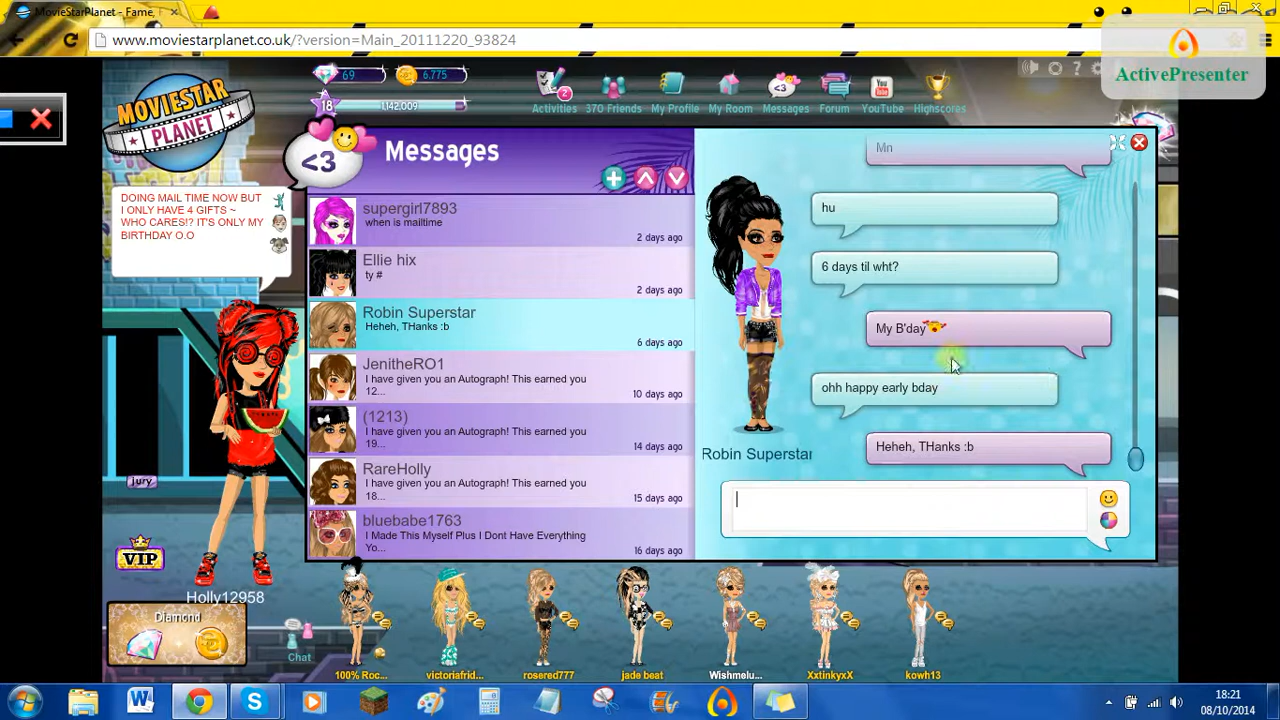 MovieStarPlanet - Fame,
www.moviestarplanet.co.uk/?version=Main_20111220_93824
ActivePresenter
69
6,775
18
1,142,009
2
Activities
370 Friends
My Profile
My Room
<3
Messages
Forum
You
Tube
YouTube
Highscores
MOVIESTAR
PLANET
<3
Messages
DOING MAIL TIME NOW BUT
I ONLY HAVE 4 GIFTS ~
WHO CARES!? IT'S ONLY MY
BIRTHDAY O.O
supergirl7893
when is mailtime
2 days ago
Ellie hix
ty #
2 days ago
Robin Superstar
Heheh, THanks :b
6 days ago
JenitheRO1
I have given you an Autograph! This earned you
12...
10 days ago
(1213)
I have given you an Autograph! This earned you
19...
14 days ago
RareHolly
I have given you an Autograph! This earned you
18...
15 days ago
bluebabe1763
I Made This Myself Plus I Dont Have Everything
Yo...
16 days ago
Mn
hu
6 days til wht?
My B'day
ohh happy early bday
Heheh, THanks :b
Robin Superstar
jury
VIP
Holly12958
Diamond
Chat
100% Roc...
victoriafrid...
rosered777
jade beat
Wishmelu...
XxtinkyxX
kowh13
18:21
08/10/2014